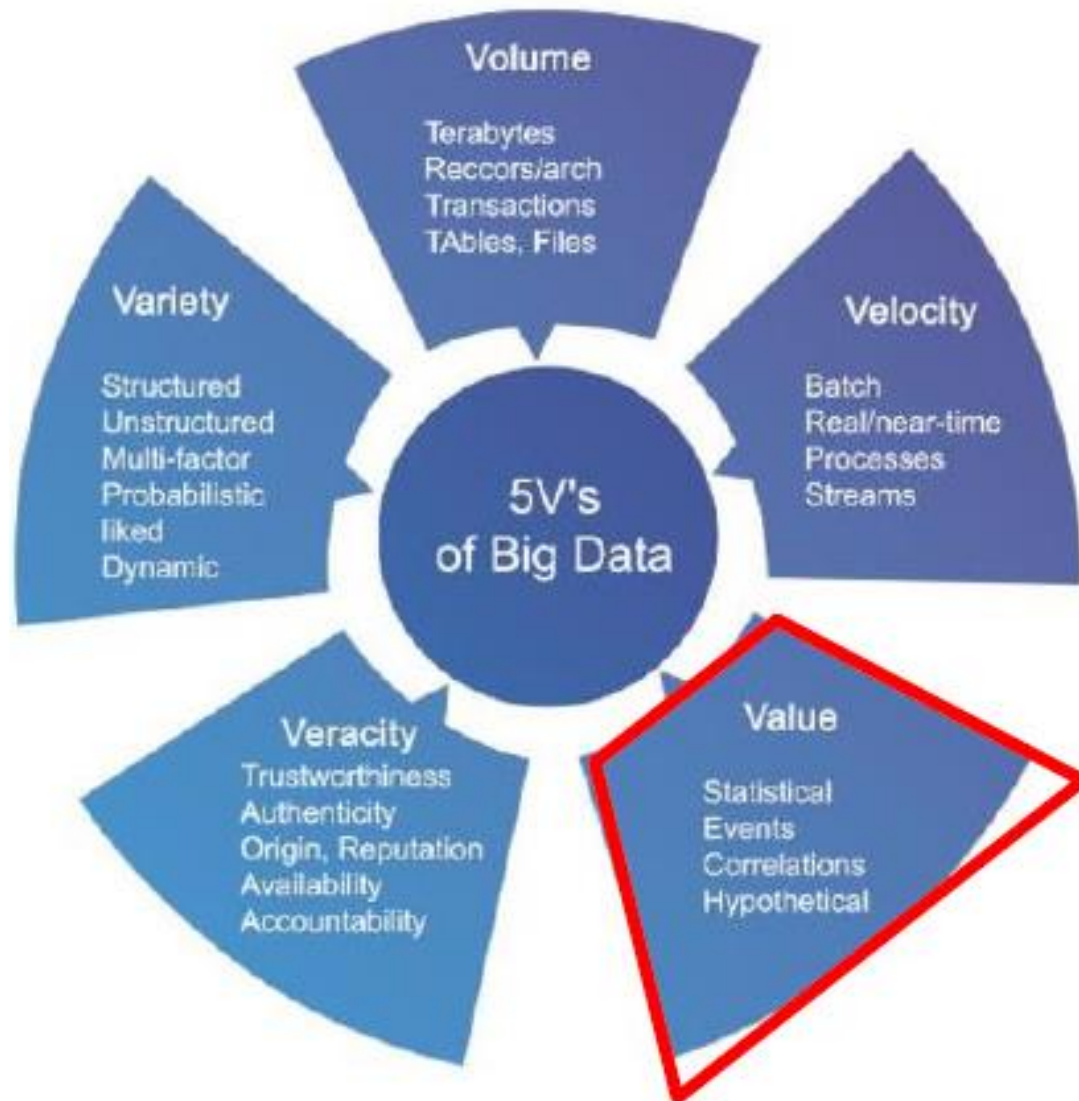 Volume
Terabytes
Reccors/arch
Transactions
TAbles, Files
Variety
Structured
Unstructured
Multi-factor
Probabilistic
liked
Dynamic
Velocity
Batch
Real/near-time
Processes
Streams
5V's
of Big Data
Veracity
Trustworthiness
Authenticity
Origin, Reputation
Availability
Accountability
Value
Statistical
Events
Correlations
Hypothetical